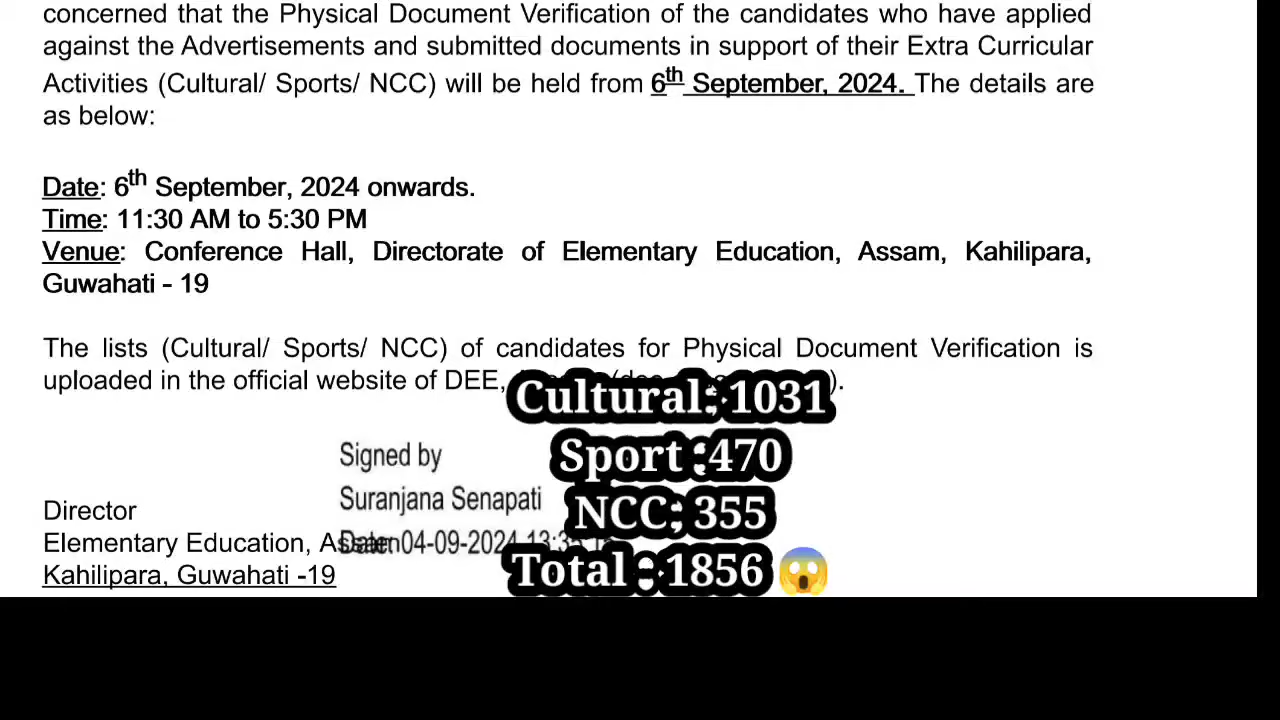 concerned that the Physical Document Verification of the candidates who have applied
against the Advertisements and submitted documents in support of their Extra Curricular
Activities (Cultural/ Sports/ NCC) will be held from 6th September, 2024. The details are
as below:
Date: 6th September, 2024 onwards.
Time: 11:30 AM to 5:30 PM
Venue: Conference Hall, Directorate of Elementary Education, Assam, Kahilipara,
Guwahati - 19
The lists (Cultural/ Sports/ NCC) of candidates for Physical Document Verification is
uploaded in the official website of DEE,
Cultural: 1031
Sport : 470
NCC: 355
Total : 1856 😱
Signed by
Suranjana Senapati
Date: 04-09-2024
Director
Elementary Education, Assam
Kahilipara, Guwahati -19